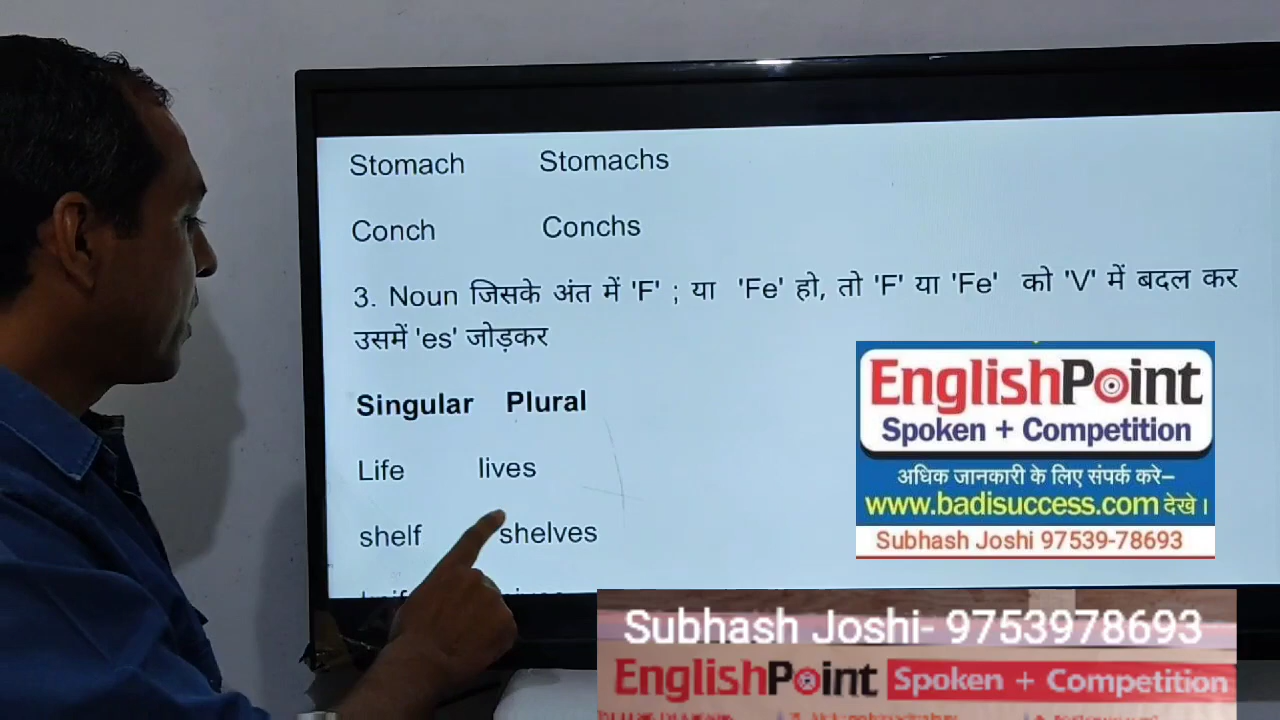 Stomach Stomachs
Conch Conchs
3. Noun जिसके अंत में 'F' ; या 'Fe' हो, तो 'F' या 'Fe' को 'V' में बदल कर
उसमें 'es' जोड़कर
Singular Plural
Life lives
shelf shelves
EnglishPoint
Spoken + Competition
अधिक जानकारी के लिए संपर्क करे–
www.badisuccess.com देखे।
Subhash Joshi 97539-78693
Subhash Joshi- 9753978693
EnglishPoint Spoken + Competition